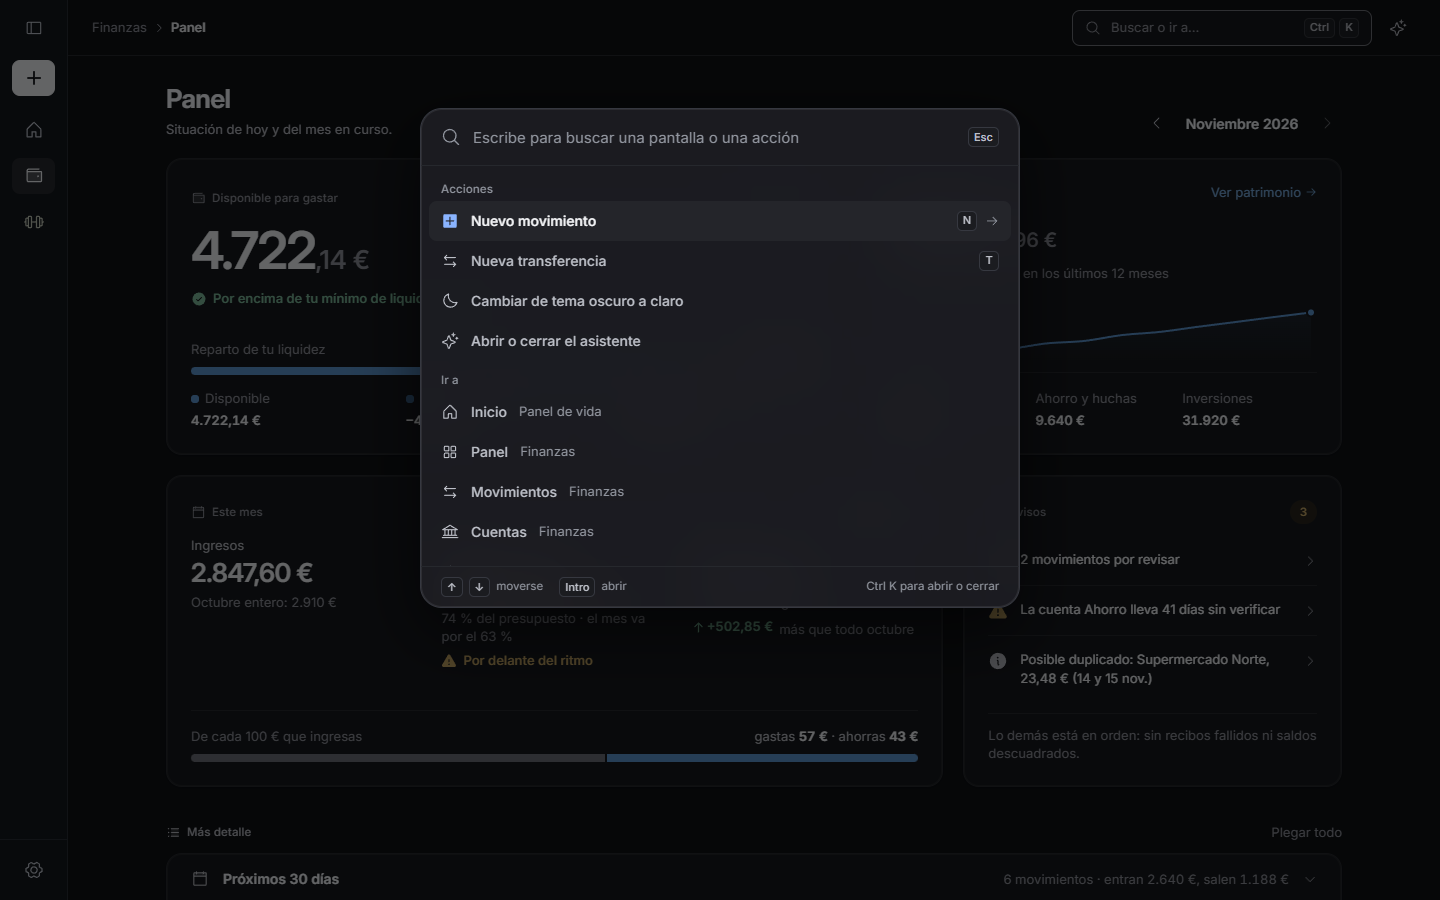 Finanzas > Panel
Buscar o ir a... Ctrl K
Panel
Situación de hoy y del mes en curso.
Noviembre 2026
Escribe para buscar una pantalla o una acción Esc
Acciones
Nuevo movimiento N →
Nueva transferencia T
Cambiar de tema oscuro a claro
Abrir o cerrar el asistente
Ir a
Inicio Panel de vida
Panel Finanzas
Movimientos Finanzas
Cuentas Finanzas
↑ ↓ moverse Intro abrir Ctrl K para abrir o cerrar
Disponible para gastar
4.722,14 €
Por encima de tu mínimo de
Reparto de tu liquidez
Disponible
4.722,14 €
Ver patrimonio →
96 €
en los últimos 12 meses
Ahorro y huchas
9.640 €
Inversiones
31.920 €
Este mes
Ingresos
2.847,60 €
Octubre entero: 2.910 €
74 % del presupuesto · el mes va
por el 63 %
Por delante del ritmo
↑ +502,85 € más que todo octubre
De cada 100 € que ingresas gastas 57 € · ahorras 43 €
3
2 movimientos por revisar
La cuenta Ahorro lleva 41 días sin verificar
Posible duplicado: Supermercado Norte,
23,48 € (14 y 15 nov.)
Lo demás está en orden: sin recibos fallidos ni saldos
descuadrados.
Más detalle Plegar todo
Próximos 30 días 6 movimientos · entran 2.640 €, salen 1.188 €